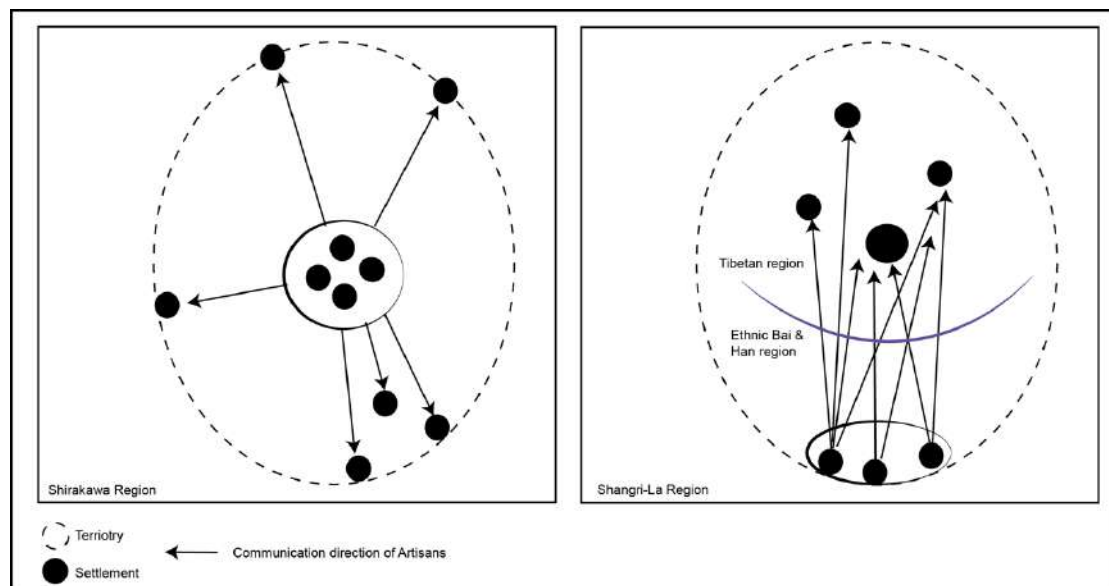 Tibetan region
Ethnic Bai &
Han region
Shirakawa Region
Shangri-La Region
Terriotry
Communication direction of Artisans
Settlement